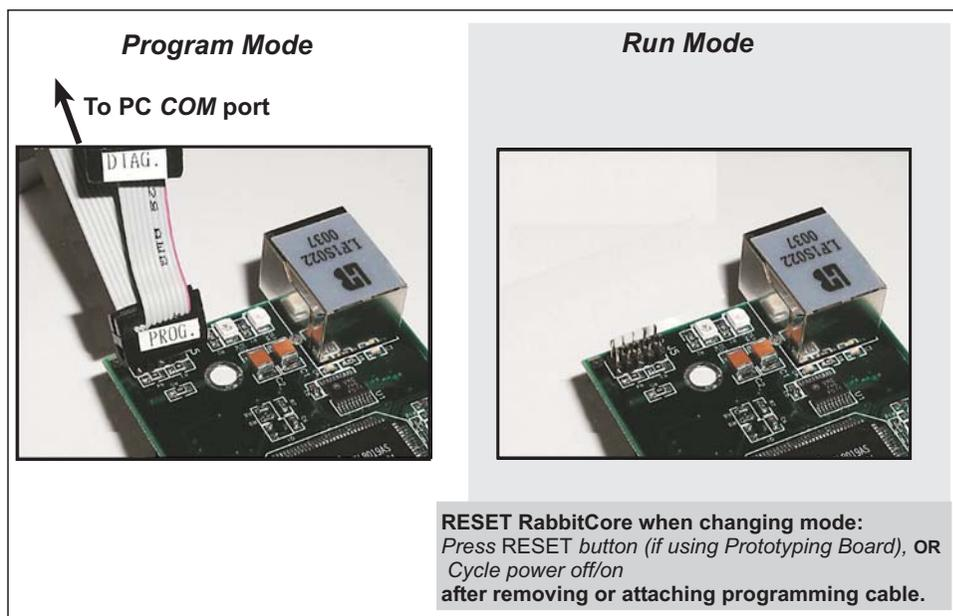 Program Mode
Run Mode
To PC COM port
DIAG.
PROG.
LF1S022
0037
LF1S022
0037
RESET RabbitCore when changing mode:
Press RESET button (if using Prototyping Board), OR
Cycle power off/on
after removing or attaching programming cable.